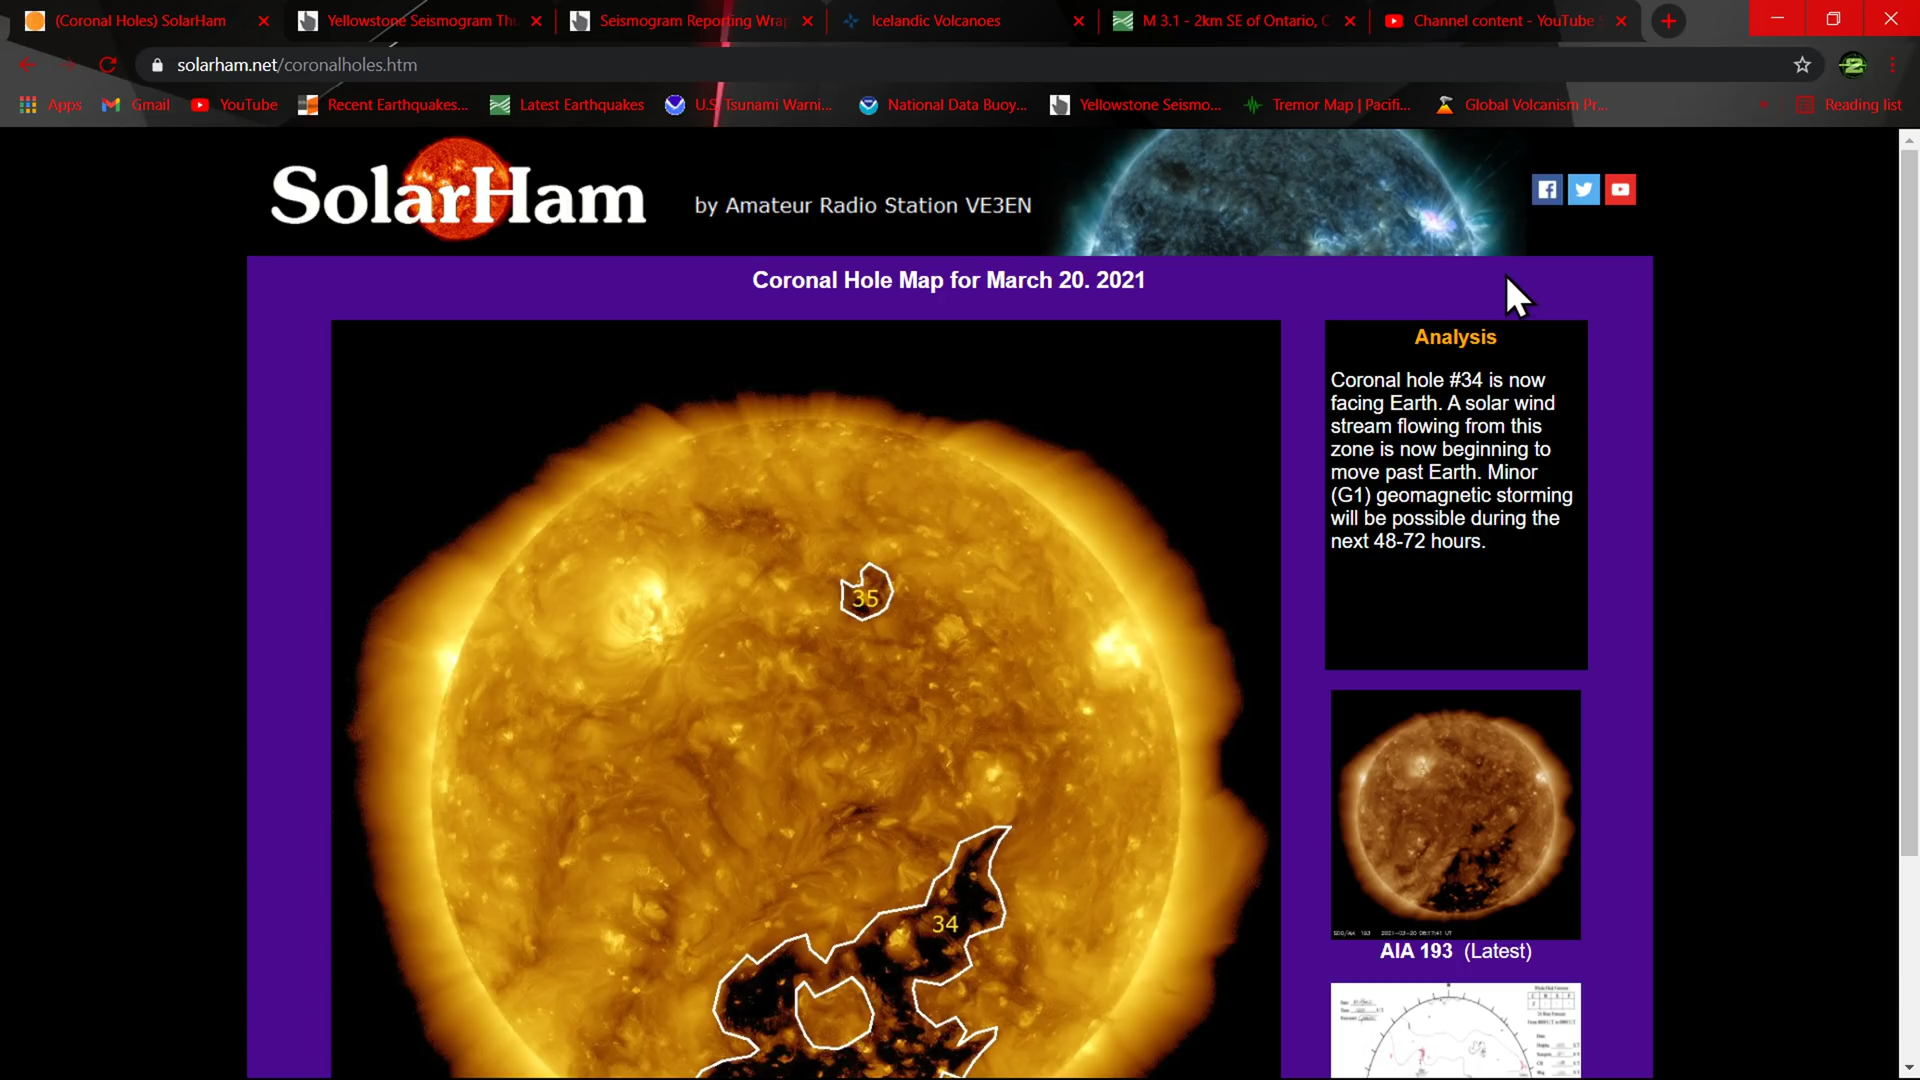 (Coronal Holes) SolarHam
Yellowstone Seismogram Thu
Seismogram Reporting Wrap
Icelandic Volcanoes
M 3.1 - 2km SE of Ontario, C
Channel content - YouTube S
solarham.net/coronalholes.htm
Apps
Gmail
YouTube
Recent Earthquakes...
Latest Earthquakes
U.S. Tsunami Warni...
National Data Buoy...
Yellowstone Seismo...
Tremor Map | Pacifi...
Global Volcanism Pr...
Reading list
SolarHam
by Amateur Radio Station VE3EN
Coronal Hole Map for March 20. 2021
Analysis
Coronal hole #34 is now
facing Earth. A solar wind
stream flowing from this
zone is now beginning to
move past Earth. Minor
(G1) geomagnetic storming
will be possible during the
next 48-72 hours.
35
34
AIA 193 (Latest)